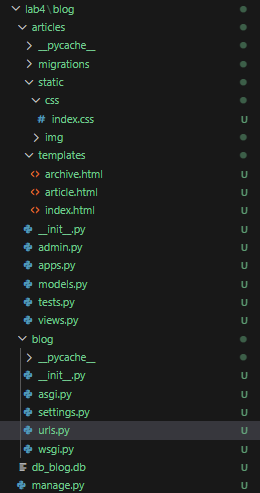 lab4\blog
articles
__pycache__
migrations
static
css
# index.css U
img
templates
<> archive.html U
<> article.html U
<> index.html U
__init__.py U
admin.py U
apps.py U
models.py U
tests.py U
views.py U
blog
__pycache__
__init__.py U
asgi.py U
settings.py U
urls.py U
wsgi.py U
db_blog.db U
manage.py U